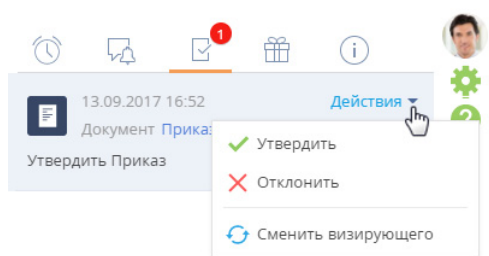 1
13.09.2017 16:52 Действия
Документ Приказ
Утвердить Приказ
Утвердить
Отклонить
Сменить визирующего